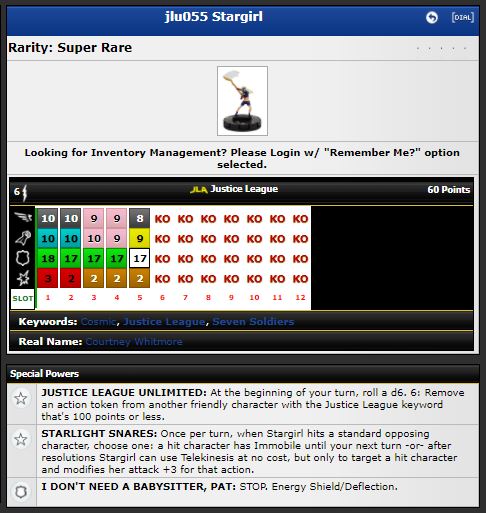 jlu055 Stargirl
[DIAL]
Rarity: Super Rare
Looking for Inventory Management? Please Login w/ "Remember Me?" option
selected.
6
JLA Justice League
60 Points
10 10 9 9 8 KO KO KO KO KO KO KO
10 10 10 9 9 KO KO KO KO KO KO KO
18 17 17 17 17 KO KO KO KO KO KO KO
3 2 2 2 2 KO KO KO KO KO KO KO
SLOT 1 2 3 4 5 6 7 8 9 10 11 12
Keywords: Cosmic, Justice League, Seven Soldiers
Real Name: Courtney Whitmore
Special Powers
JUSTICE LEAGUE UNLIMITED: At the beginning of your turn, roll a d6. 6: Remove
an action token from another friendly character with the Justice League keyword
that's 100 points or less.
STARLIGHT SNARES: Once per turn, when Stargirl hits a standard opposing
character, choose one: a hit character has Immobile until your next turn -or- after
resolutions Stargirl can use Telekinesis at no cost, but only to target a hit character
and modifies her attack +3 for that action.
I DON'T NEED A BABYSITTER, PAT: STOP. Energy Shield/Deflection.